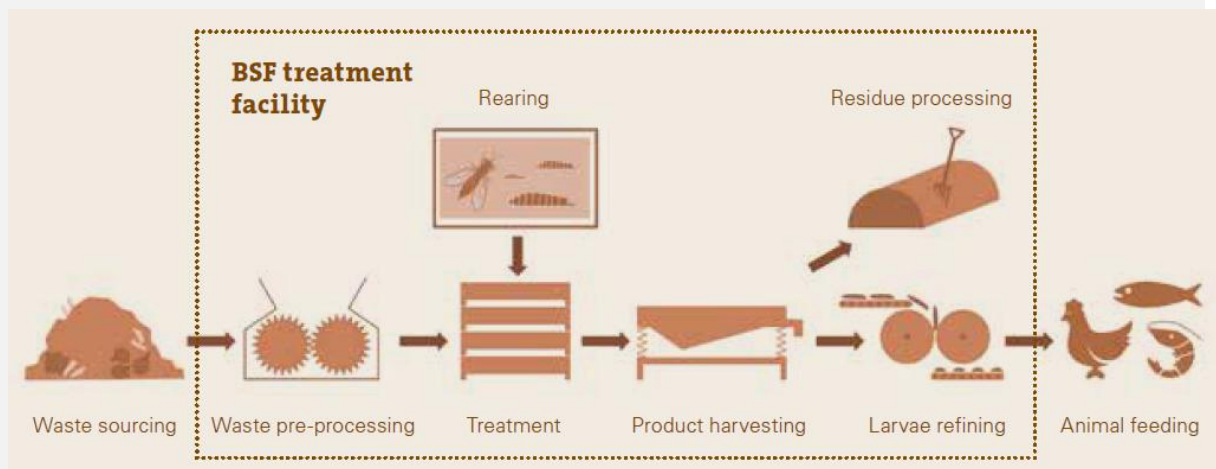 BSF treatment
facility
Rearing
Residue processing
Waste sourcing
Waste pre-processing
Treatment
Product harvesting
Larvae refining
Animal feeding